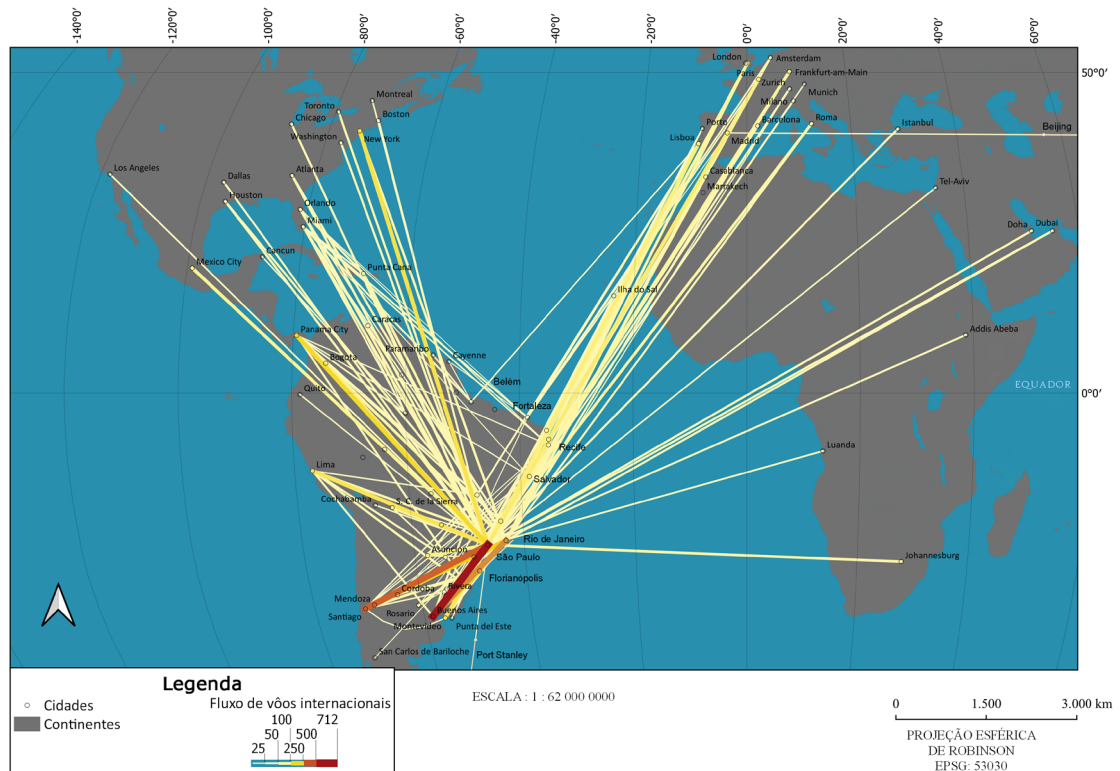 -140°0'
-120°0'
-100°0'
-80°0'
-60°0'
-40°0'
-20°0'
0°0'
20°0'
40°0'
60°0'
50°0'
0°0'
London
Amsterdam
Paris
Zurich
Frankfurt-am-Main
Milano
Munich
Montreal
Toronto
Chicago
Boston
Washington
New York
Porto
Barcelona
Roma
Istanbul
Beijing
Lisboa
Madrid
Los Angeles
Dallas
Atlanta
Houston
Orlando
Miami
Casablanca
Marrakech
Tel-Aviv
Doha
Dubai
Cancun
Mexico City
Punta Cana
Ilha do Sal
Caracas
Panama City
Paramaribo
Cayenne
Bogota
Addis Abeba
Quito
Belém
EQUADOR
Fortaleza
Recife
Luanda
Lima
Salvador
Cochabamba
S. C. de la Sierra
Rio de Janeiro
Asunción
São Paulo
Johannesburg
Florianópolis
Cordoba
Rivera
Mendoza
Santiago
Rosario
Buenos Aires
Montevideo
Punta del Este
San Carlos de Bariloche
Port Stanley
Legenda
Cidades
Continentes
Fluxo de vôos internacionais
100 500 712
50 250
25
ESCALA : 1 : 62 000 0000
0 1.500 3.000 km
PROJEÇÃO ESFÉRICA
DE ROBINSON
EPSG: 53030